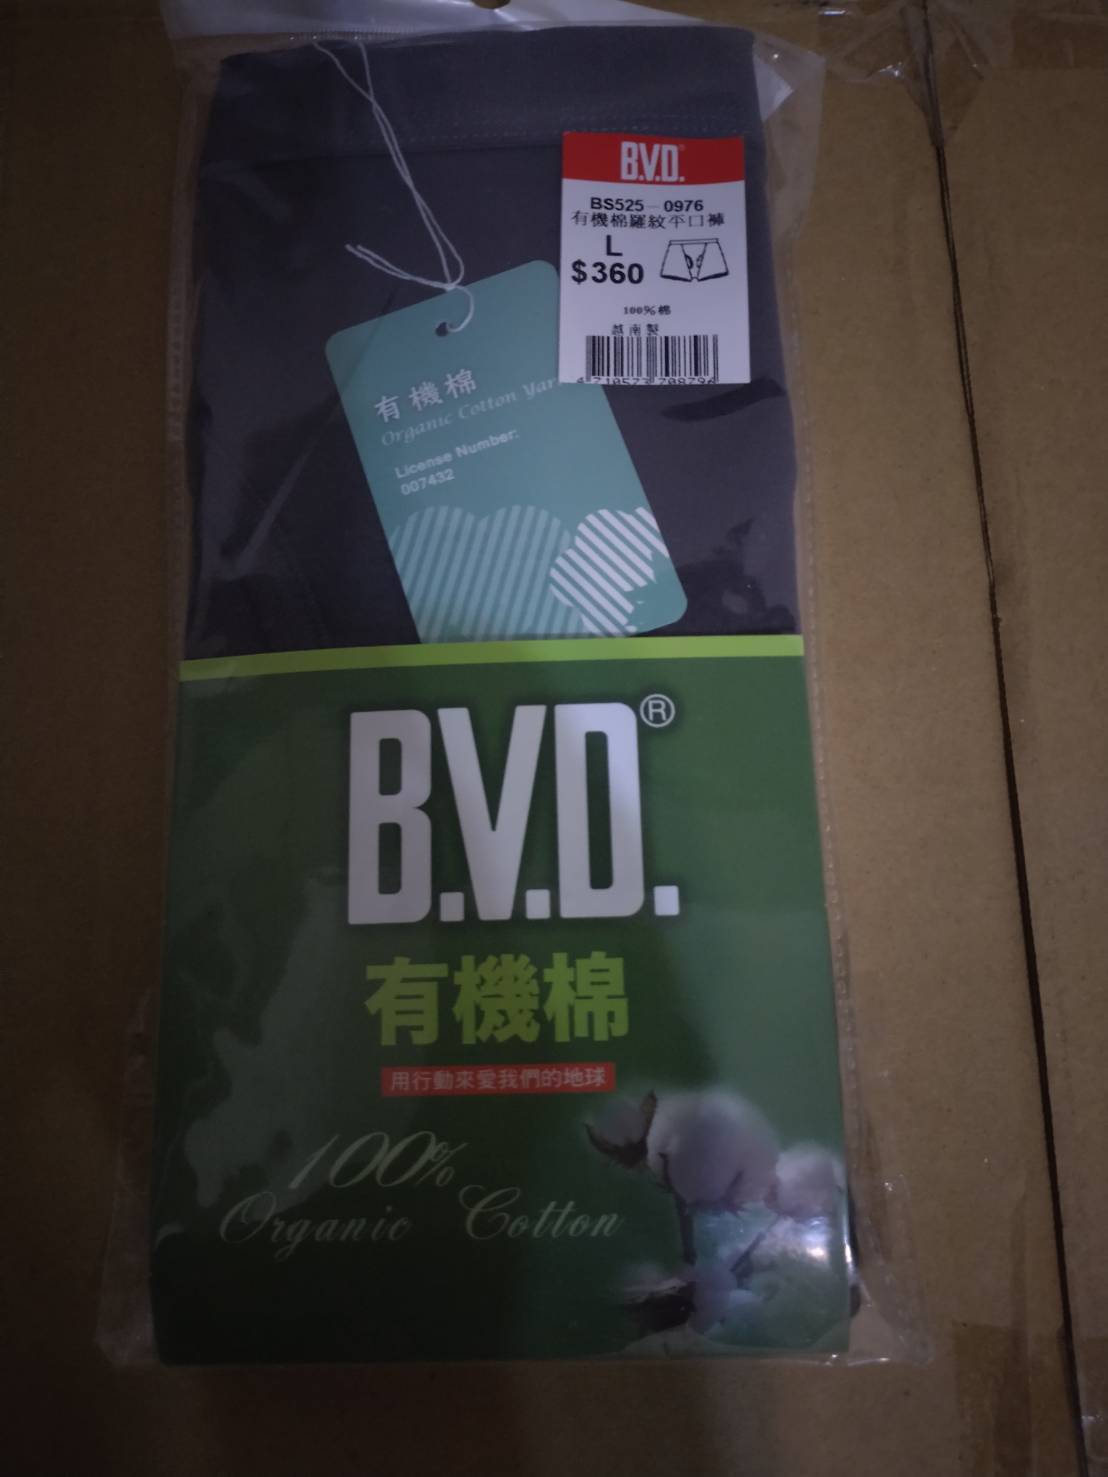 B.V.D.®
BS525-0976
有機棉羅紋平口褲
L
$360
100%棉
越南製
有機棉
Organic Cotton Yar
License Number:
007432
B.V.D.®
有機棉
用行動來愛我們的地球
100%
Organic Cotton